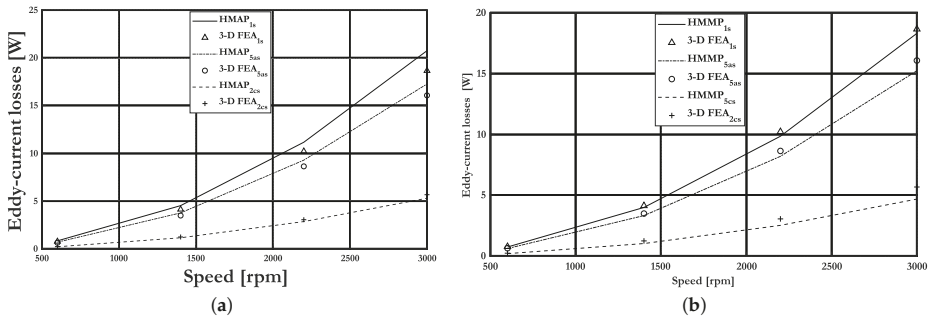 25
20
15
10
5
0
500
1000
1500
2000
2500
3000
Eddy-current losses [W]
Speed [rpm]
HMAP1s
3-D FEA1s
HMAP5as
3-D FEA5as
HMAP2cs
3-D FEA2cs
(a)
20
15
10
5
0
500
1000
1500
2000
2500
3000
Eddy-current losses [W]
Speed [rpm]
HMMP1s
3-D FEA1s
HMMP5as
3-D FEA5as
HMMP5cs
3-D FEA2cs
(b)